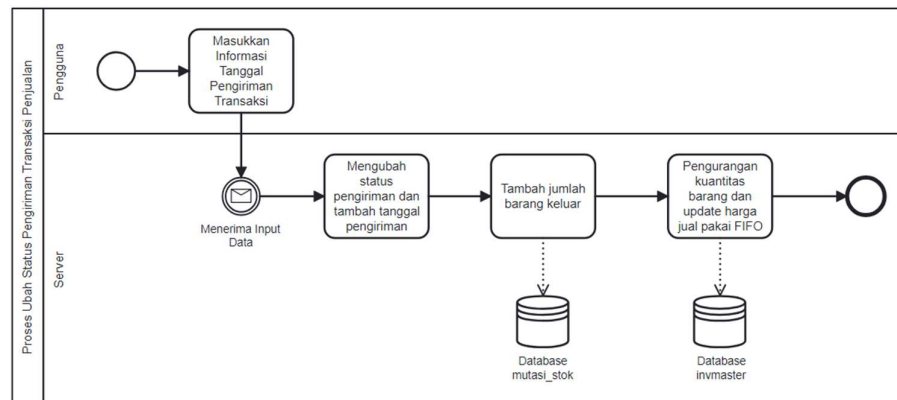 Proses Ubah Status Pengiriman Transaksi Penjualan
Pengguna
Masukkan
Informasi
Tanggal
Pengiriman
Transaksi
Server
Menerima Input
Data
Mengubah
status
pengiriman dan
tambah tanggal
pengiriman
Tambah jumlah
barang keluar
Pengurangan
kuantitas
barang dan
update harga
jual pakai FIFO
Database
mutasi_stok
Database
invmaster